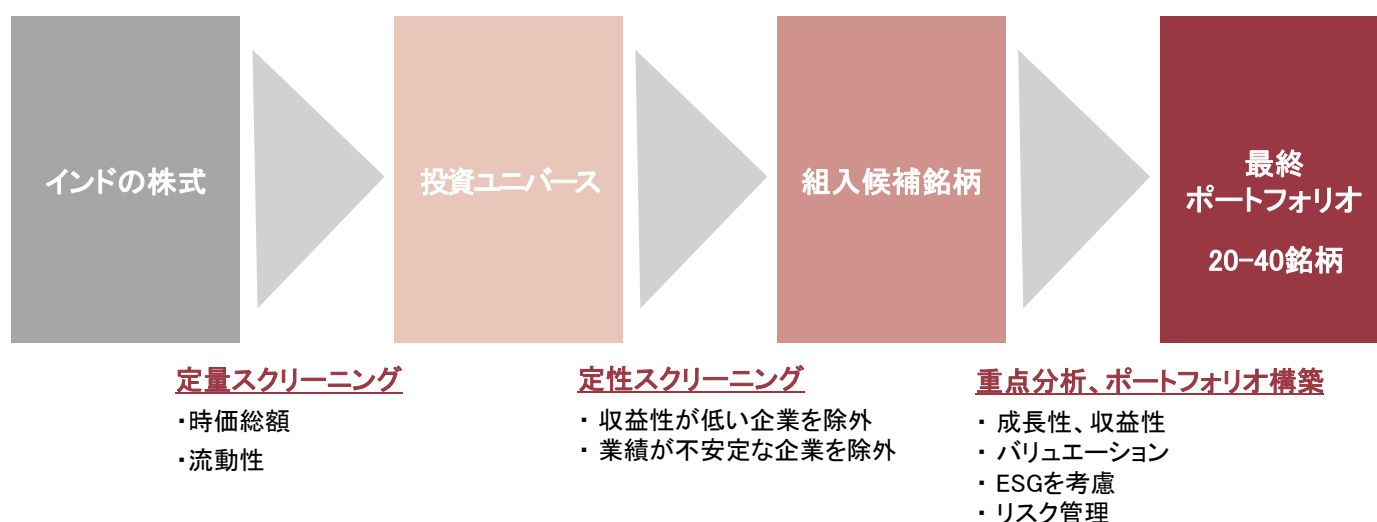 インドの株式
投資ユニバース
組入候補銘柄
最終
ポートフォリオ
20-40銘柄
定量スクリーニング
・時価総額
・流動性
定性スクリーニング
・ 収益性が低い企業を除外
・ 業績が不安定な企業を除外
重点分析、ポートフォリオ構築
・ 成長性、収益性
・ バリュエーション
・ ESGを考慮
・ リスク管理